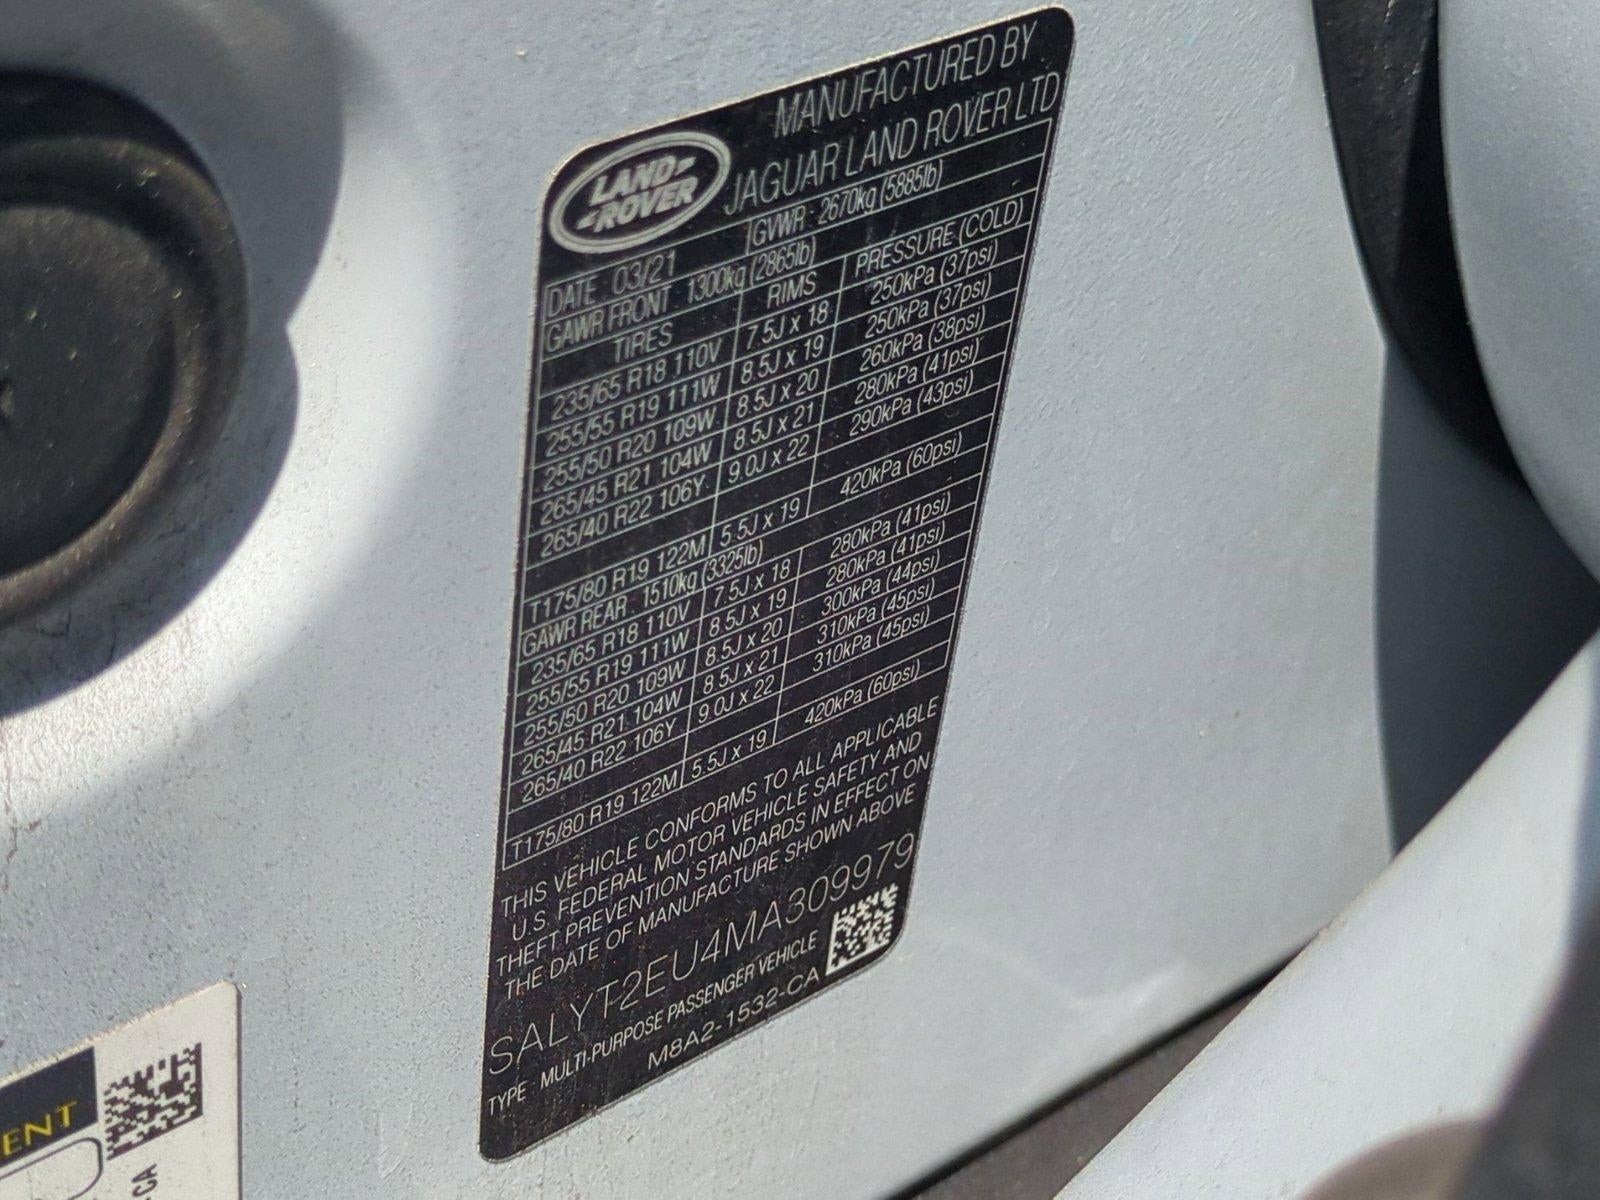 LAND-
-ROVER
MANUFACTURED BY
JAGUAR LAND ROVER LTD
DATE 03/21 GVWR : 2670kg (5885lb)
GAWR FRONT : 1300kg (2865lb)
TIRES RIMS PRESSURE (COLD)
235/65 R18 110V 7.5J x 18 250kPa (37psi)
255/55 R19 111W 8.5J x 19 250kPa (37psi)
255/50 R20 109W 8.5J x 20 260kPa (38psi)
265/45 R21 104W 8.5J x 21 280kPa (41psi)
265/40 R22 106Y 9.0J x 22 290kPa (43psi)
T175/80 R19 122M 5.5J x 19 420kPa (60psi)
GAWR REAR : 1510kg (3325lb)
235/65 R18 110V 7.5J x 18 280kPa (41psi)
255/55 R19 111W 8.5J x 19 280kPa (41psi)
255/50 R20 109W 8.5J x 20 300kPa (44psi)
265/45 R21 104W 8.5J x 21 310kPa (45psi)
265/40 R22 106Y 9.0J x 22 310kPa (45psi)
T175/80 R19 122M 5.5J x 19 420kPa (60psi)
THIS VEHICLE CONFORMS TO ALL APPLICABLE
U.S. FEDERAL MOTOR VEHICLE SAFETY AND
THEFT PREVENTION STANDARDS IN EFFECT ON
THE DATE OF MANUFACTURE SHOWN ABOVE
SALYT2EU4MA309979
TYPE : MULTI-PURPOSE PASSENGER VEHICLE
M8A2-1532-CA
ENT
-CA